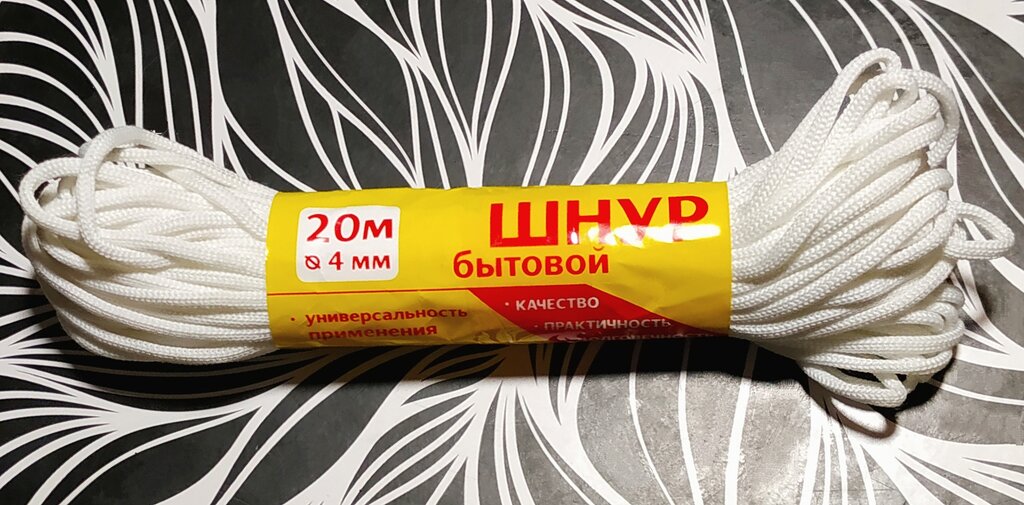 20м
⌀ 4 мм
ШНУР
бытовой
· универсальность
применения
· КАЧЕСТВО
· ПРАКТИЧНОСТЬ